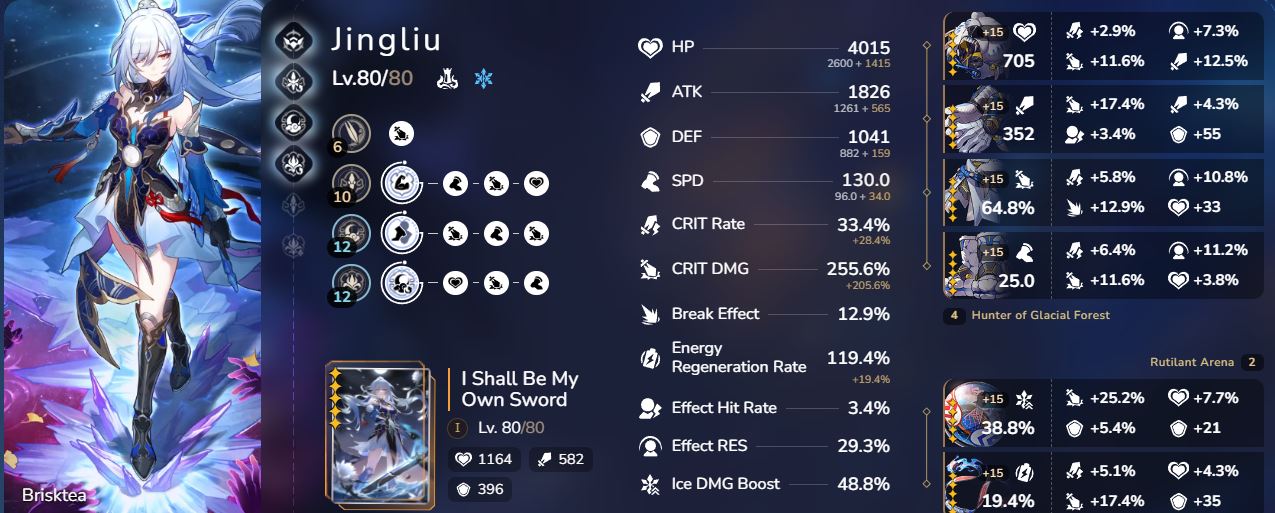 Jingliu
Lv.80/80
6
10
12
12
I Shall Be My
Own Sword
I Lv. 80/80
1164 582
396
Brisktea
HP 4015
2600 + 1415
ATK 1826
1261 + 565
DEF 1041
882 + 159
SPD 130.0
96.0 + 34.0
CRIT Rate 33.4%
+28.4%
CRIT DMG 255.6%
+205.6%
Break Effect 12.9%
Energy
Regeneration Rate 119.4%
+19.4%
Effect Hit Rate 3.4%
Effect RES 29.3%
Ice DMG Boost 48.8%
+15 +2.9% +7.3%
705 +11.6% +12.5%
+15 +17.4% +4.3%
352 +3.4% +55
+15 +5.8% +10.8%
64.8% +12.9% +33
+15 +6.4% +11.2%
25.0 +11.6% +3.8%
4 Hunter of Glacial Forest
Rutilant Arena 2
+15 +25.2% +7.7%
38.8% +5.4% +21
+15 +5.1% +4.3%
19.4% +17.4% +35